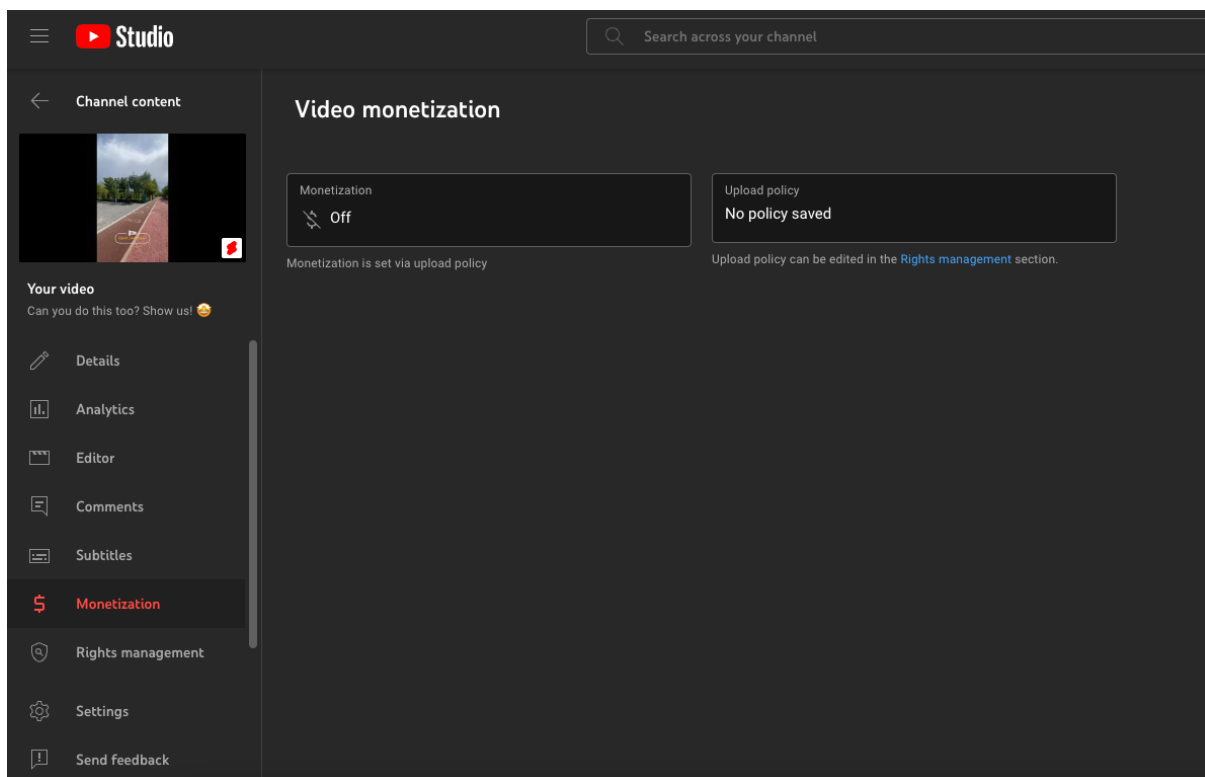 Studio
Search across your channel
Channel content
Your video
Can you do this too? Show us! 🤩
Details
Analytics
Editor
Comments
Subtitles
Monetization
Rights management
Settings
Send feedback
Video monetization
Monetization
Off
Monetization is set via upload policy
Upload policy
No policy saved
Upload policy can be edited in the Rights management section.